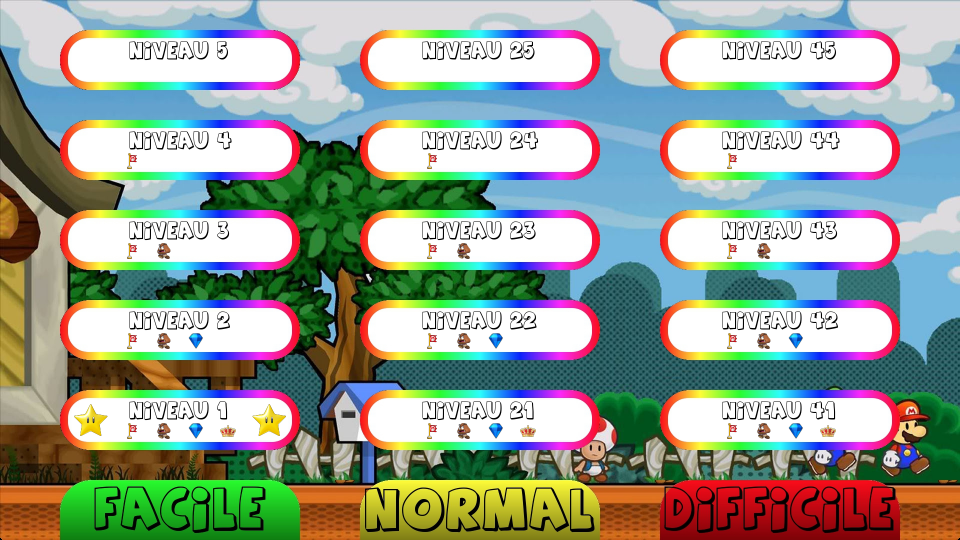 NiVEAU 5
NiVEAU 25
NiVEAU 45
NiVEAU 4
NiVEAU 24
NiVEAU 44
NiVEAU 3
NiVEAU 23
NiVEAU 43
NiVEAU 2
NiVEAU 22
NiVEAU 42
NiVEAU 1
NiVEAU 21
NiVEAU 41
FACiLE
NORMAL
DiFFiCiLE